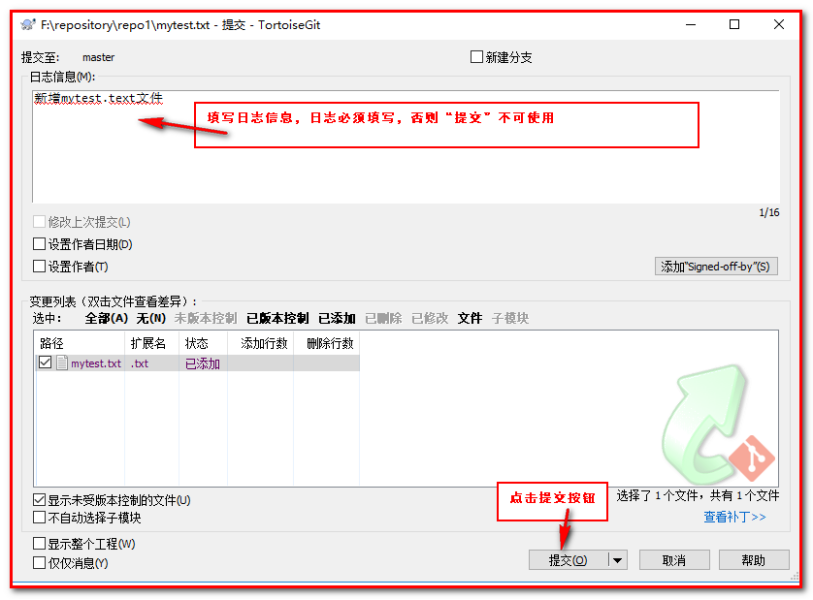 F:\repository\repo1\mytest.txt - 提交 - TortoiseGit
提交至: master
新建分支
日志信息(M):
新增mytest.text文件
填写日志信息，日志必须填写，否则“提交”不可使用
1/16
修改上次提交(L)
设置作者日期(D)
设置作者(T)
添加"Signed-off-by"(S)
变更列表（双击文件查看差异）:
选中: 全部(A) 无(N) 未版本控制 已版本控制 已添加 已删除 已修改 文件 子模块
路径 扩展名 状态 添加行数 删除行数
mytest.txt .txt 已添加
点击提交按钮
选择了 1 个文件，共有 1 个文件
显示未受版本控制的文件(U)
不自动选择子模块
查看补丁>>
显示整个工程(W)
仅仅消息(Y)
提交(O) 取消 帮助